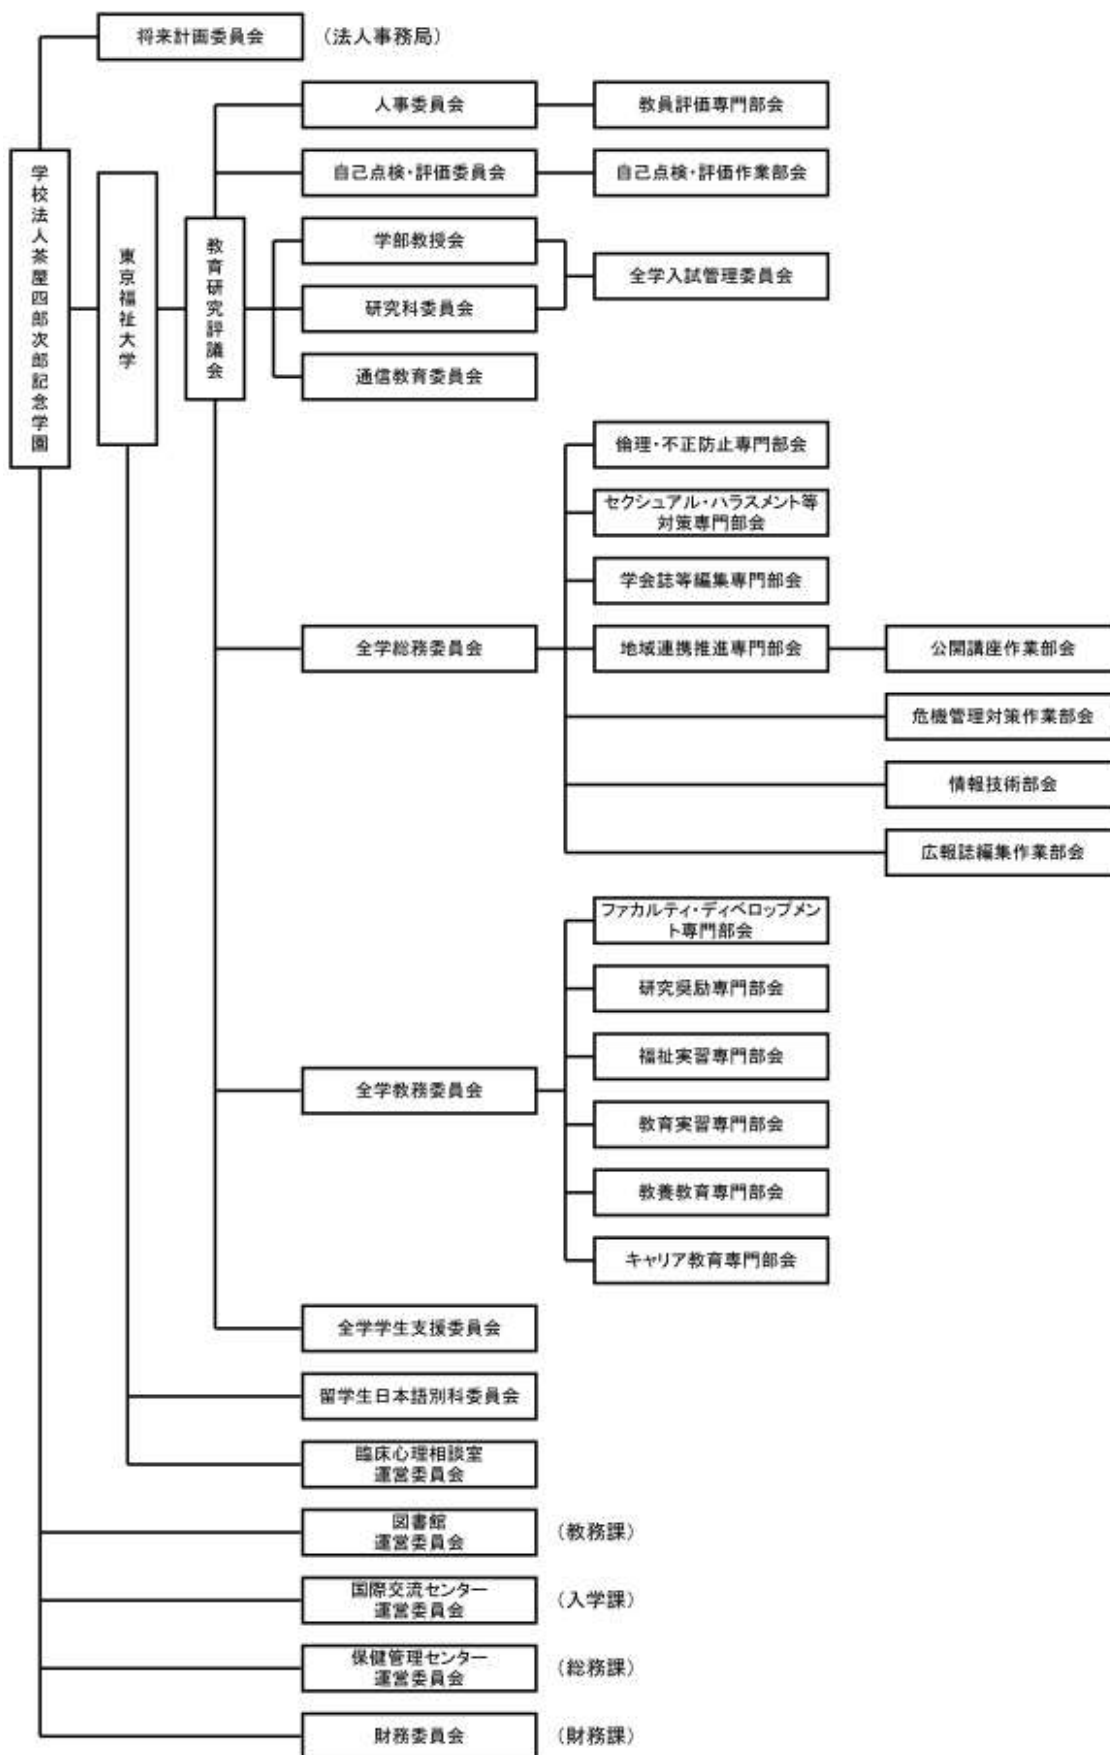 将来計画委員会
(法人事務局)
人事委員会
教員評価専門部会
自己点検・評価委員会
自己点検・評価作業部会
学校法人茶屋四郎次郎記念学園
東京福祉大学
教育研究評議会
学部教授会
全学入試管理委員会
研究科委員会
通信教育委員会
倫理・不正防止専門部会
セクシュアル・ハラスメント等
対策専門部会
学会誌等編集専門部会
全学総務委員会
地域連携推進専門部会
公開講座作業部会
危機管理対策作業部会
情報技術部会
広報誌編集作業部会
ファカルティ・ディベロップメン
ト専門部会
研究奨励専門部会
福祉実習専門部会
全学教務委員会
教育実習専門部会
教養教育専門部会
キャリア教育専門部会
全学学生支援委員会
留学生日本語別科委員会
臨床心理相談室
運営委員会
図書館
運営委員会
(教務課)
国際交流センター
運営委員会
(入学課)
保健管理センター
運営委員会
(総務課)
財務委員会
(財務課)